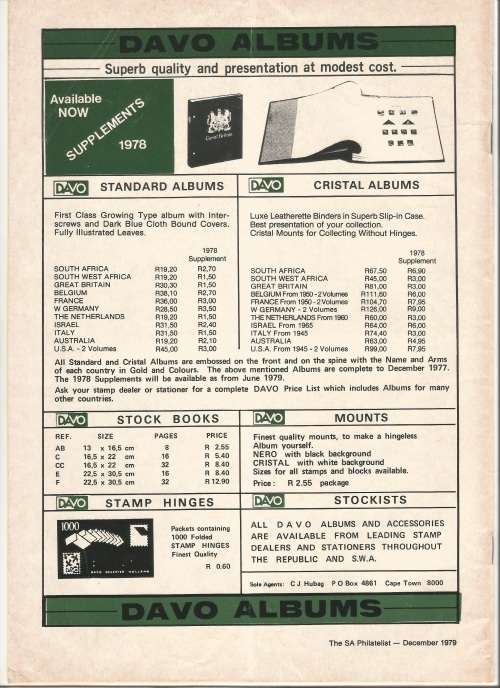 DAVO ALBUMS
Superb quality and presentation at modest cost.
Available
NOW
SUPPLEMENTS
1978
Great Britain
DAVO STANDARD ALBUMS
First Class Growing Type album with Inter-
screws and Dark Blue Cloth Bound Covers.
Fully Illustrated Leaves.
1978
Supplement
SOUTH AFRICA R19,20 R2,70
SOUTH WEST AFRICA R19,20 R1,50
GREAT BRITAIN R30,30 R1,50
BELGIUM R38,10 R2,70
FRANCE R36,00 R3,00
W GERMANY R28,50 R3,50
THE NETHERLANDS R19,20 R1,50
ISRAEL R31,50 R2,40
ITALY R31,50 R1,50
AUSTRALIA R19,20 R2,10
U.S.A. - 2 Volumes R45,00 R3,00
DAVO CRISTAL ALBUMS
Luxe Leatherette Binders in Superb Slip-in Case.
Best presentation of your collection.
Cristal Mounts for Collecting Without Hinges.
1978
Supplement
SOUTH AFRICA R67,50 R6,90
SOUTH WEST AFRICA R45,00 R3,00
GREAT BRITAIN R81,00 R3,00
BELGIUM From 1950 - 2 Volumes R111,60 R6,00
FRANCE From 1950 - 2 Volumes R104,70 R7,95
W GERMANY - 2 Volumes R126,00 R9,00
THE NETHERLANDS From 1960 R60,00 R3,00
ISRAEL From 1965 R64,00 R6,00
ITALY From 1945 R74,40 R3,00
AUSTRALIA R63,00 R4,95
U.S.A. From 1945 - 2 Volumes R99,00 R7,95
All Standard and Cristal Albums are embossed on the front and on the spine with the Name and Arms
of each country in Gold and Colours. The above mentioned Albums are complete to December 1977.
The 1978 Supplements will be available as from June 1979.
Ask your stamp dealer or stationer for a complete DAVO Price List which includes Albums for many
other countries.
DAVO STOCK BOOKS
REF. SIZE PAGES PRICE
AB 13 x 16,5 cm 8 R 2.55
C 16,5 x 22 cm 16 R 5.40
CC 16,5 x 22 cm 32 R 8.40
E 22,5 x 30,5 cm 16 R 8.40
F 22,5 x 30,5 cm 32 R 12.90
DAVO MOUNTS
Finest quality mounts, to make a hingeless
Album yourself.
NERO with black background
CRISTAL with white background
Sizes for all stamps and blocks available.
Price: R 2.55 package
DAVO STAMP HINGES
1000
DAVO DEVENTER HOLLAND
Packets containing
1000 Folded
STAMP HINGES
Finest Quality
R 0.60
DAVO STOCKISTS
ALL DAVO ALBUMS AND ACCESSORIES
ARE AVAILABLE FROM LEADING STAMP
DEALERS AND STATIONERS THROUGHOUT
THE REPUBLIC AND S.W.A.
Sole Agents: C J Hubag P O Box 4861 Cape Town 8000
DAVO ALBUMS
The SA Philatelist — December 1979